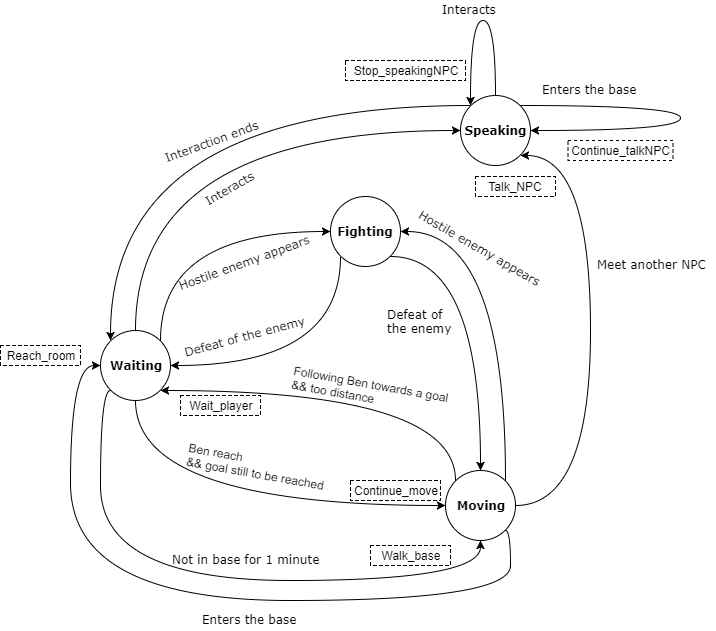 Interacts
Stop_speakingNPC
Enters the base
Interaction ends
Speaking
Continue_talkNPC
Interacts
Talk_NPC
Fighting
Hostile enemy appears
Hostile enemy appears
Meet another NPC
Defeat of the enemy
Defeat of
the enemy
Reach_room
Waiting
Following Ben towards a goal
&& too distance
Wait_player
Ben reach
&& goal still to be reached
Continue_move
Moving
Not in base for 1 minute
Walk_base
Enters the base